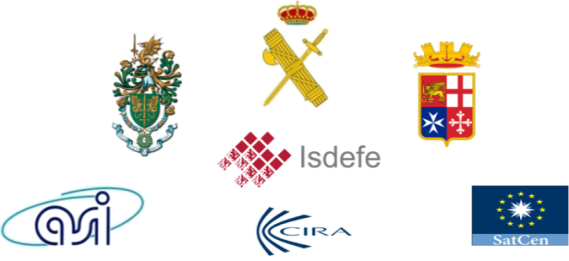 Isdefe
asi
CIRA
SatCen